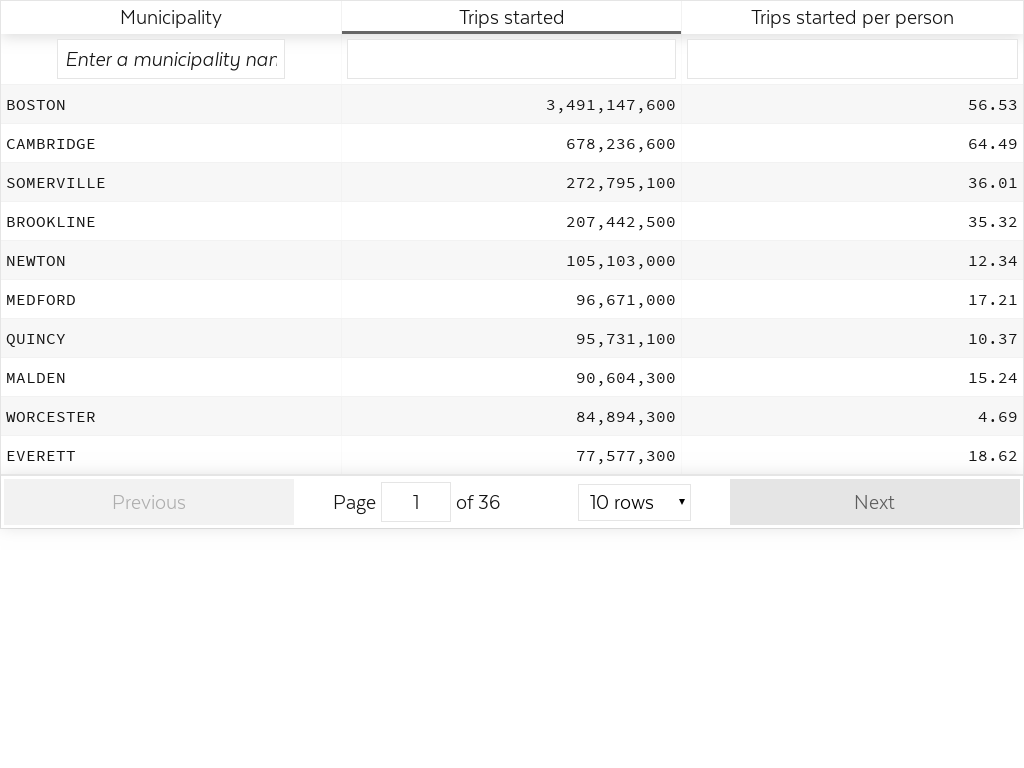 Municipality Trips started Trips started per person
Enter a municipality nar
BOSTON 3,491,147,600 56.53
CAMBRIDGE 678,236,600 64.49
SOMERVILLE 272,795,100 36.01
BROOKLINE 207,442,500 35.32
NEWTON 105,103,000 12.34
MEDFORD 96,671,000 17.21
QUINCY 95,731,100 10.37
MALDEN 90,604,300 15.24
WORCESTER 84,894,300 4.69
EVERETT 77,577,300 18.62
Previous Page 1 of 36 10 rows Next